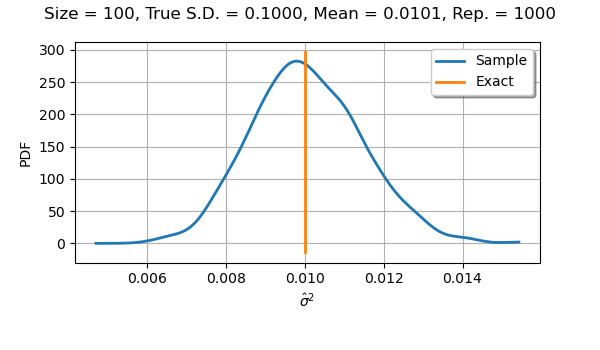 Size = 100, True S.D. = 0.1000, Mean = 0.0101, Rep. = 1000
300
250
200
150
100
50
0
PDF
Sample
Exact
0.006 0.008 0.010 0.012 0.014
σ̂²